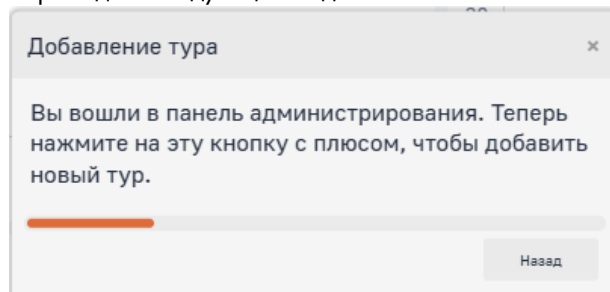 Добавление тура ×
Вы вошли в панель администрирования. Теперь
нажмите на эту кнопку с плюсом, чтобы добавить
новый тур.
Назад